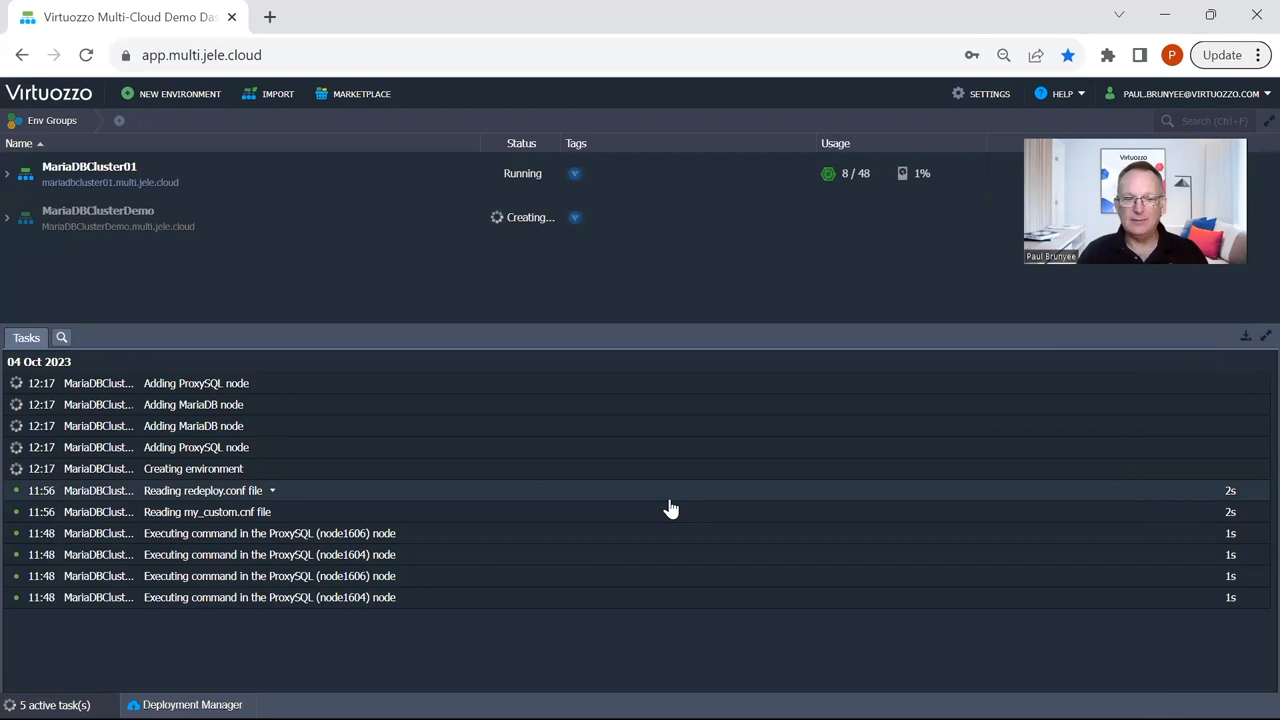 Virtuozzo Multi-Cloud Demo Das
app.multi.jele.cloud
P
Update
Virtuozzo
NEW ENVIRONMENT
IMPORT
MARKETPLACE
SETTINGS
HELP
PAUL.BRUNYEE@VIRTUOZZO.COM
Env Groups
Search (Ctrl+F)
Name
Status
Tags
Usage
MariaDBCluster01
mariadbcluster01.multi.jele.cloud
Running
8 / 48
1%
MariaDBClusterDemo
MariaDBClusterDemo.multi.jele.cloud
Creating...
Virtuozzo
Paul Brunyee
Tasks
04 Oct 2023
12:17 MariaDBClust... Adding ProxySQL node
12:17 MariaDBClust... Adding MariaDB node
12:17 MariaDBClust... Adding MariaDB node
12:17 MariaDBClust... Adding ProxySQL node
12:17 MariaDBClust... Creating environment
11:56 MariaDBClust... Reading redeploy.conf file 2s
11:56 MariaDBClust... Reading my_custom.cnf file 2s
11:48 MariaDBClust... Executing command in the ProxySQL (node1606) node 1s
11:48 MariaDBClust... Executing command in the ProxySQL (node1604) node 1s
11:48 MariaDBClust... Executing command in the ProxySQL (node1606) node 1s
11:48 MariaDBClust... Executing command in the ProxySQL (node1604) node 1s
5 active task(s)
Deployment Manager